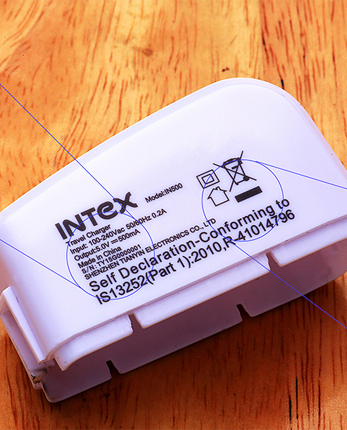 INTex
Model:IN500
Travel Charger
Input: 100-240Vac 50/60Hz 0.2A
Output:5.0V ⎓ 500mA
Made in China
S/N:TY15G0000001
SHENZHEN TIANYIN ELECTRONICS CO.,LTD
Self Declaration-Conforming to
IS13252(Part 1):2010,R-41014796